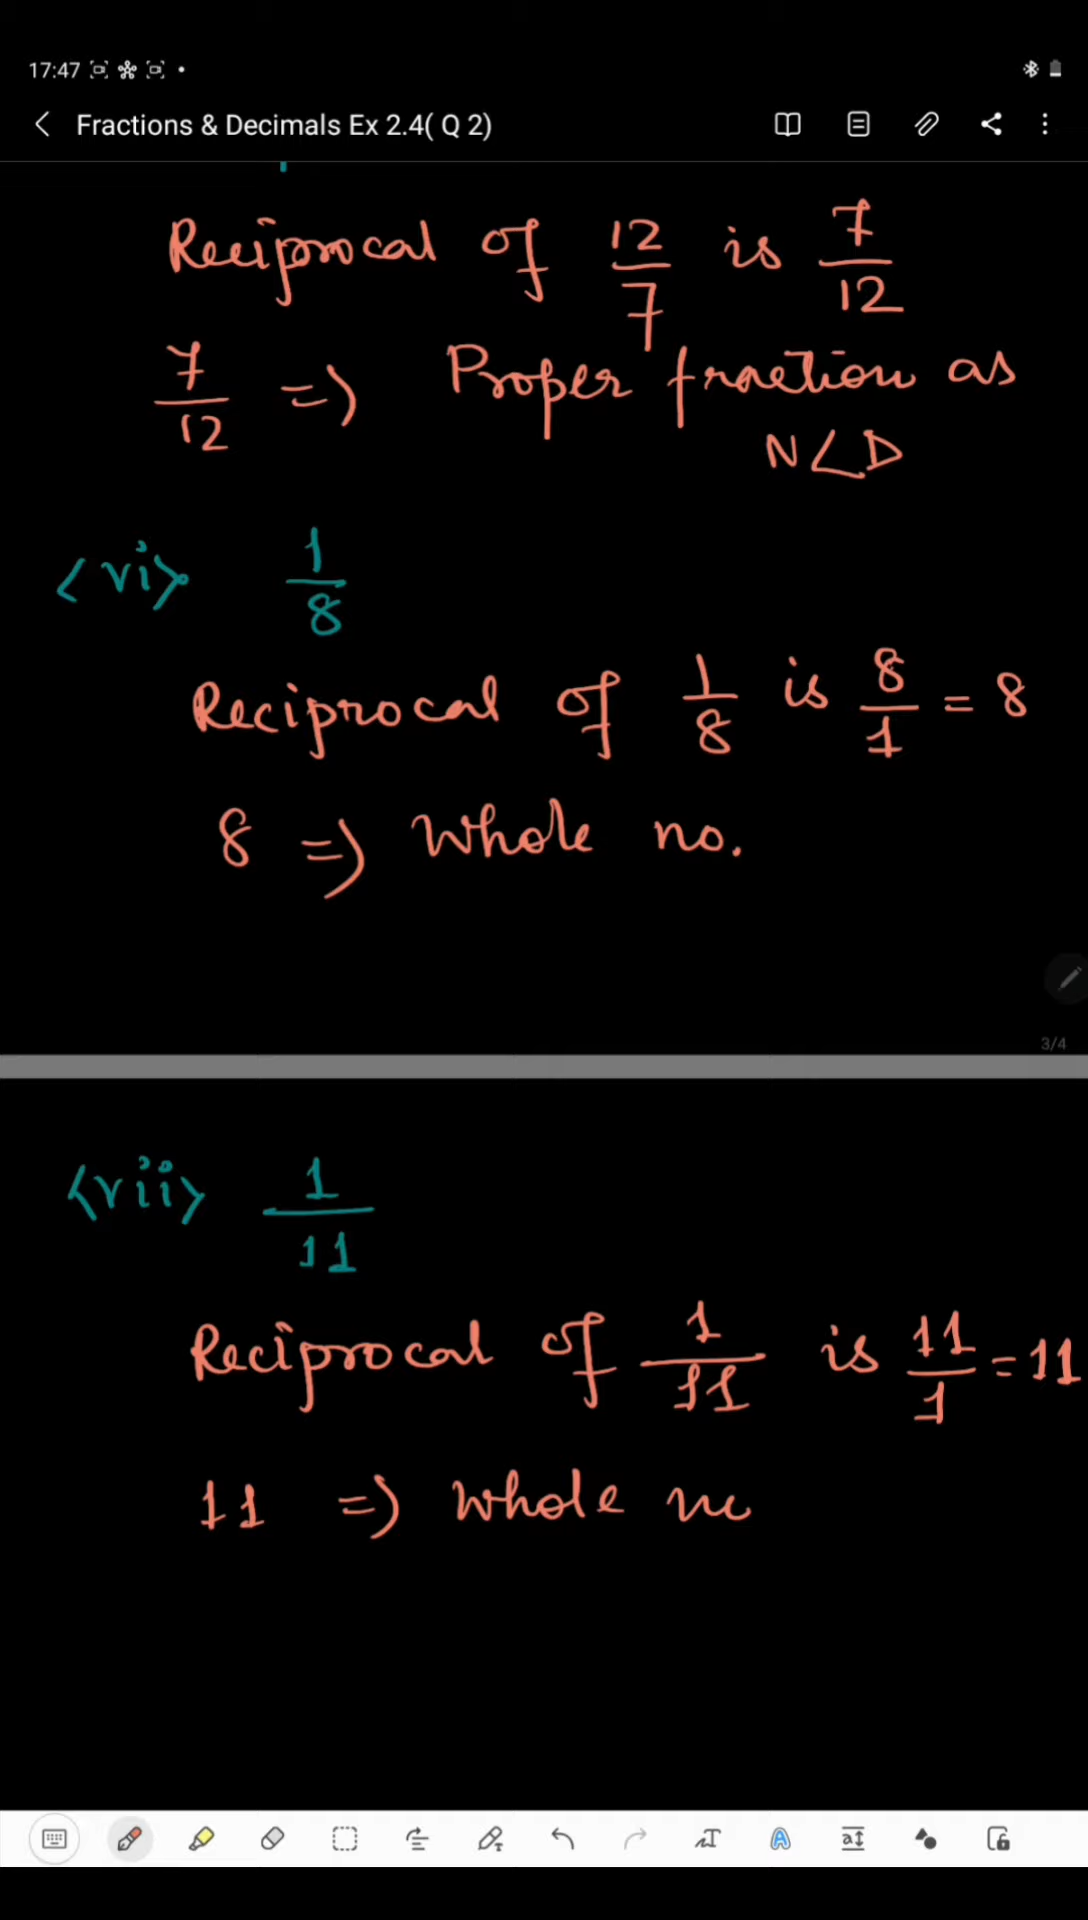 17:47
Fractions & Decimals Ex 2.4( Q 2)
Reciprocal of 12/7 is 7/12
7/12 => Proper fraction as
N<D
<vi> 1/8
Reciprocal of 1/8 is 8/1 = 8
8 => Whole no.
3/4
<vii> 1/11
Reciprocal of 1/11 is 11/1 = 11
11 => Whole no